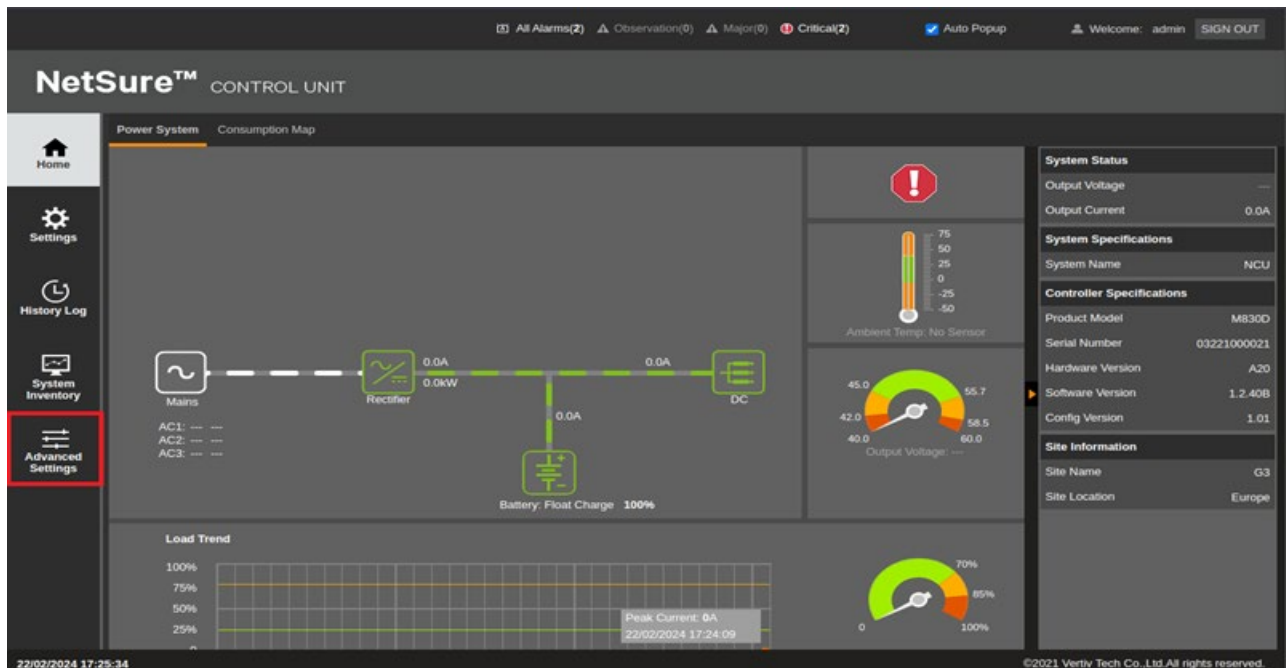 All Alarms(2) Observation(0) Major(0) Critical(2) Auto Popup Welcome: admin SIGN OUT
NetSure™ CONTROL UNIT
Power System Consumption Map
Home
Settings
History Log
System
Inventory
Advanced
Settings
Mains
AC1: --- ---
AC2: --- ---
AC3: --- ---
Rectifier
0.0A
0.0kW
0.0A
DC
0.0A
Battery: Float Charge 100%
75
50
25
0
-25
-50
Ambient Temp: No Sensor
45.0
55.7
42.0
58.5
40.0
60.0
Output Voltage: ---
Load Trend
100%
75%
50%
25%
0
Peak Current: 0A
22/02/2024 17:24:09
70%
85%
0
100%
System Status
Output Voltage ---
Output Current 0.0A
System Specifications
System Name NCU
Controller Specifications
Product Model M830D
Serial Number 03221000021
Hardware Version A20
Software Version 1.2.40B
Config Version 1.01
Site Information
Site Name G3
Site Location Europe
22/02/2024 17:25:34
©2021 Vertiv Tech Co.,Ltd.All rights reserved.